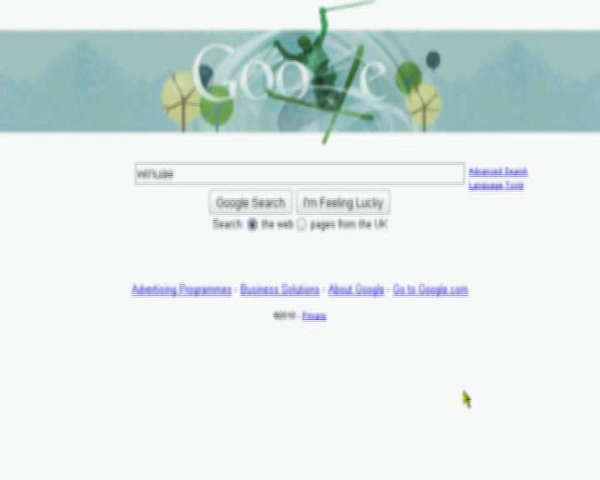 Google
winuae
Advanced Search
Language Tools
Google Search I'm Feeling Lucky
Search: the web pages from the UK
Advertising Programmes - Business Solutions - About Google - Go to Google.com
©2010 - Privacy